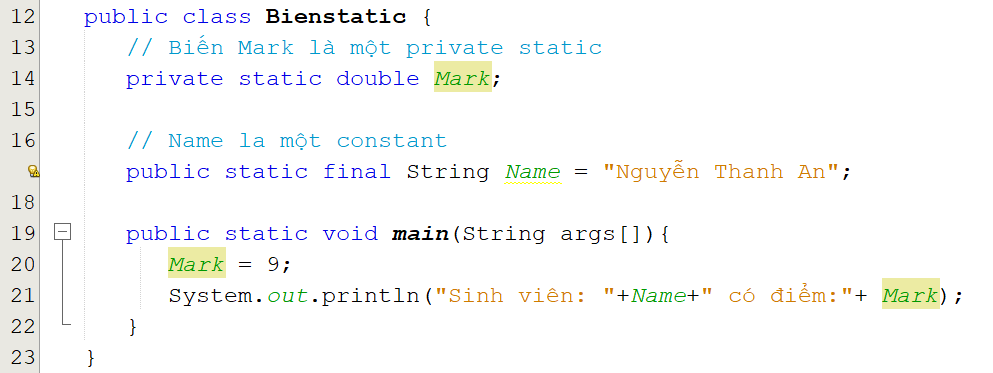 12 public class Bienstatic {
13 // Biến Mark là một private static
14 private static double Mark;
15
16 // Name la một constant
public static final String Name = "Nguyễn Thanh An";
18
19 public static void main(String args[]){
20 Mark = 9;
21 System.out.println("Sinh viên: "+Name+" có điểm:"+ Mark);
22 }
23 }